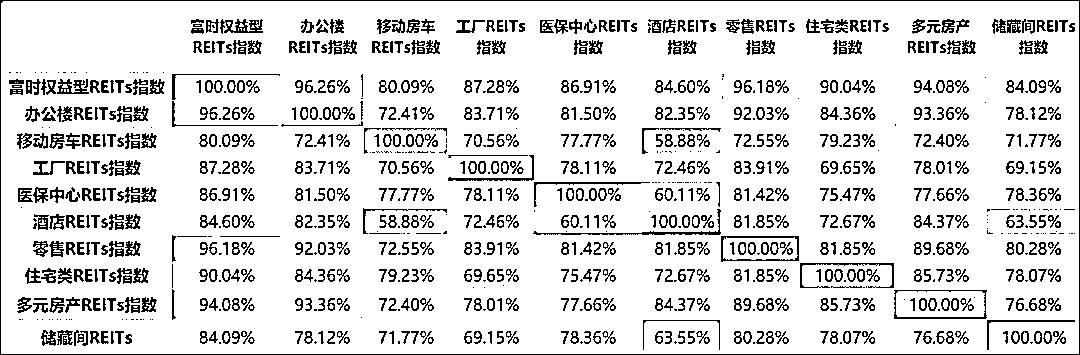 富时权益型 办公楼 移动房车 工厂REITs 医保中心REITs 酒店REITs 零售REITs 住宅类REITs 多元房产 储藏间REITs
REITs指数 REITs指数 REITs指数 指数 指数 指数 指数 指数 REITs指数 指数
富时权益型REITs指数 100.00% 96.26% 80.09% 87.28% 86.91% 84.60% 96.18% 90.04% 94.08% 84.09%
办公楼REITs指数 96.26% 100.00% 72.41% 83.71% 81.50% 82.35% 92.03% 84.36% 93.36% 78.12%
移动房车REITs指数 80.09% 72.41% 100.00% 70.56% 77.77% 58.88% 72.55% 79.23% 72.40% 71.77%
工厂REITs指数 87.28% 83.71% 70.56% 100.00% 78.11% 72.46% 83.91% 69.65% 78.01% 69.15%
医保中心REITs指数 86.91% 81.50% 77.77% 78.11% 100.00% 60.11% 81.42% 75.47% 77.66% 78.36%
酒店REITs指数 84.60% 82.35% 58.88% 72.46% 60.11% 100.00% 81.85% 72.67% 84.37% 63.55%
零售REITs指数 96.18% 92.03% 72.55% 83.91% 81.42% 81.85% 100.00% 81.85% 89.68% 80.28%
住宅类REITs指数 90.04% 84.36% 79.23% 69.65% 75.47% 72.67% 81.85% 100.00% 85.73% 78.07%
多元房产REITs指数 94.08% 93.36% 72.40% 78.01% 77.66% 84.37% 89.68% 85.73% 100.00% 76.68%
储藏间REITs 84.09% 78.12% 71.77% 69.15% 78.36% 63.55% 80.28% 78.07% 76.68% 100.00%